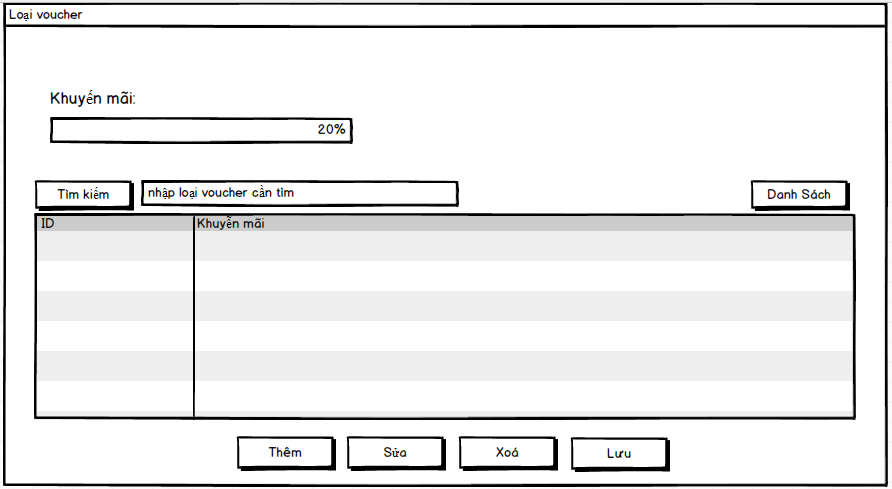 Loại voucher
Khuyến mãi:
20%
Tìm kiếm
nhập loại voucher cần tìm
Danh Sách
ID
Khuyễn mãi
Thêm
Sửa
Xoá
Lưu